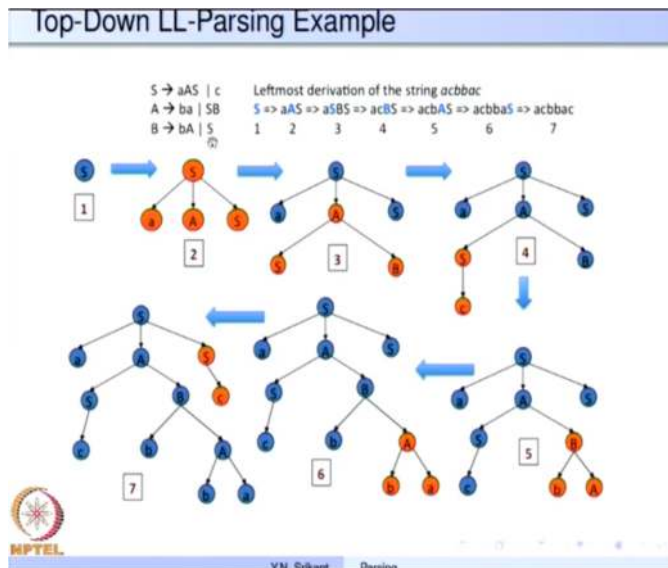 Top-Down LL-Parsing Example
S → aAS | c
A → ba | SB
B → bA | S
Leftmost derivation of the string acbbac
S => aAS => aSBS => acBS => acbAS => acbbaS => acbbac
1 2 3 4 5 6 7
S
1
S
a A S
2
S
a A S
S B
3
S
a A S
S B
c
4
S
a A S
S B
c b A
5
S
a A S
S B
c b A
b a
6
S
a A S
S B c
c b A
b a
7
NPTEL
Y.N. Srikant Parsing